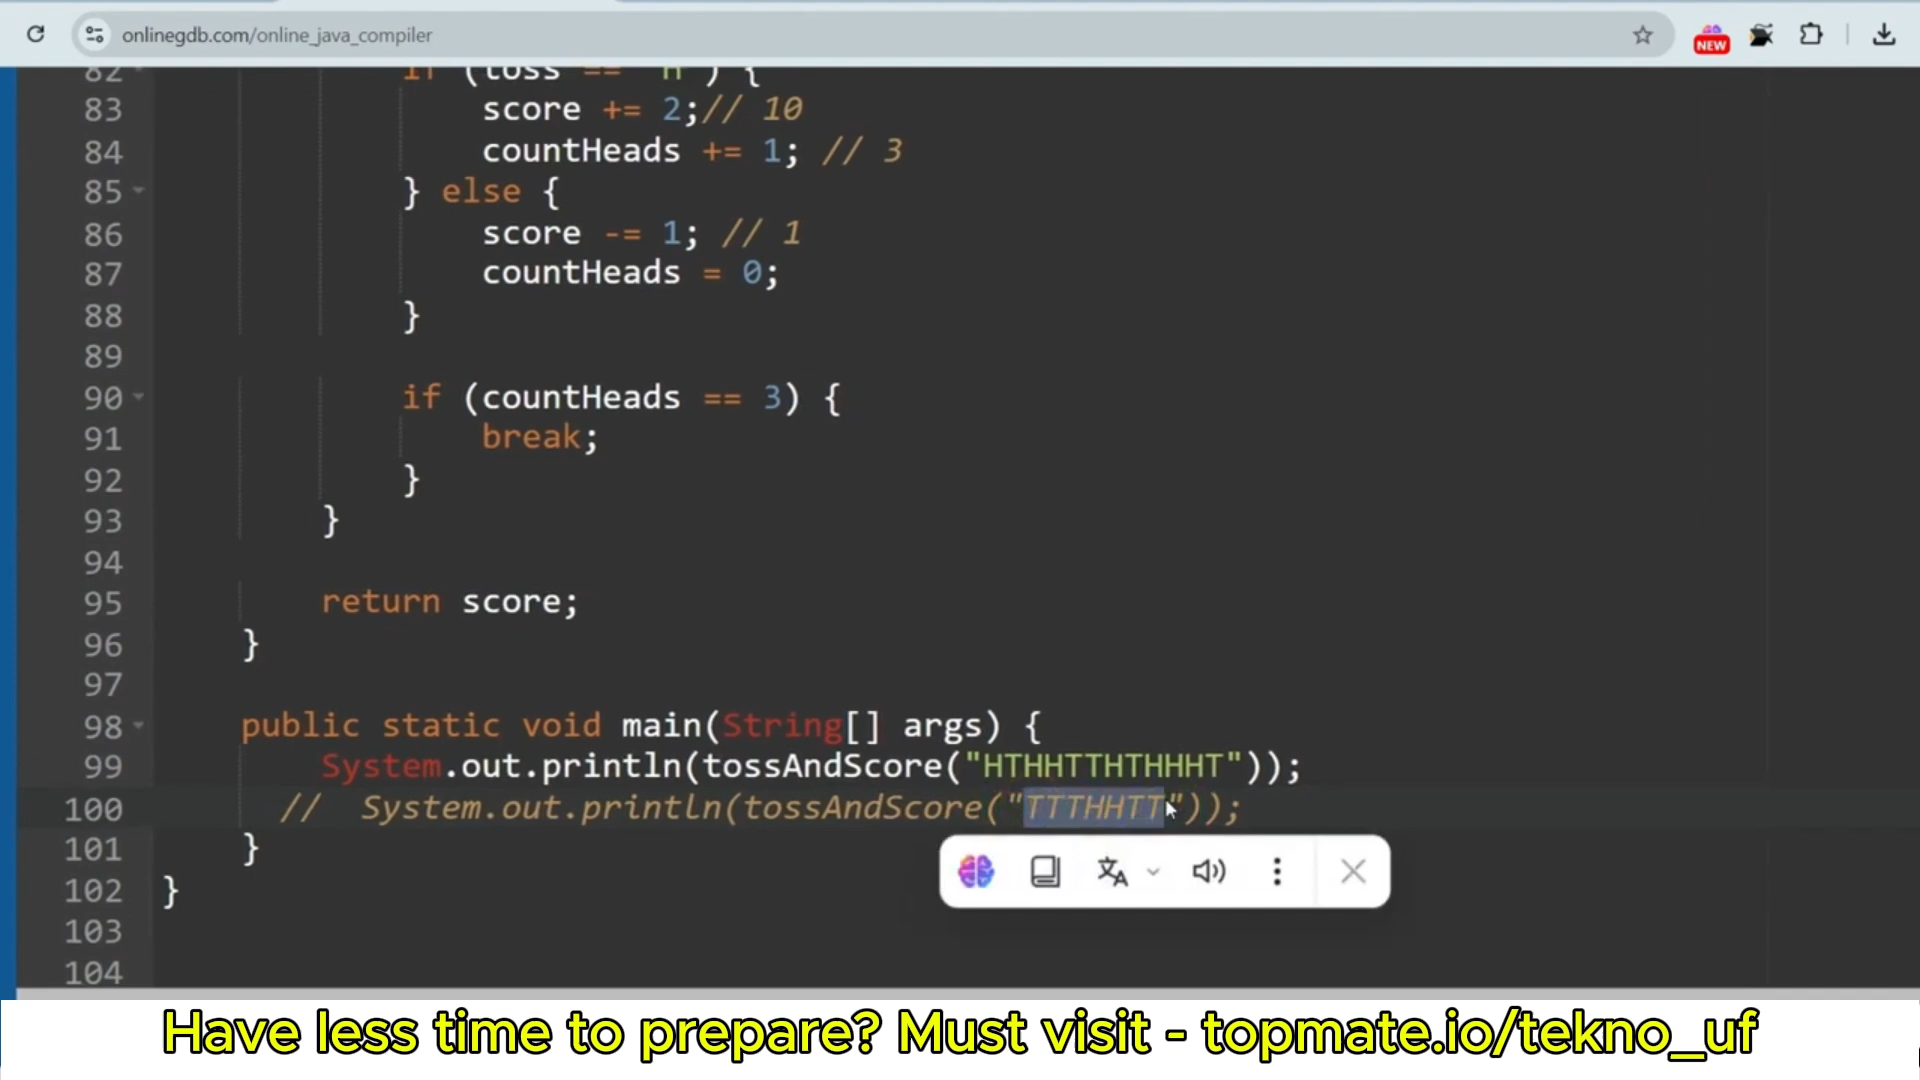 onlinegdb.com/online_java_compiler
NEW
82 if (toss == 'H') {
83 score += 2;// 10
84 countHeads += 1; // 3
85 } else {
86 score -= 1; // 1
87 countHeads = 0;
88 }
89
90 if (countHeads == 3) {
91 break;
92 }
93 }
94
95 return score;
96 }
97
98 public static void main(String[] args) {
99 System.out.println(tossAndScore("HTHHTTHTHHHT"));
100 // System.out.println(tossAndScore("TTTHHTT"));
101 }
102 }
103
104
Have less time to prepare? Must visit - topmate.io/tekno_uf